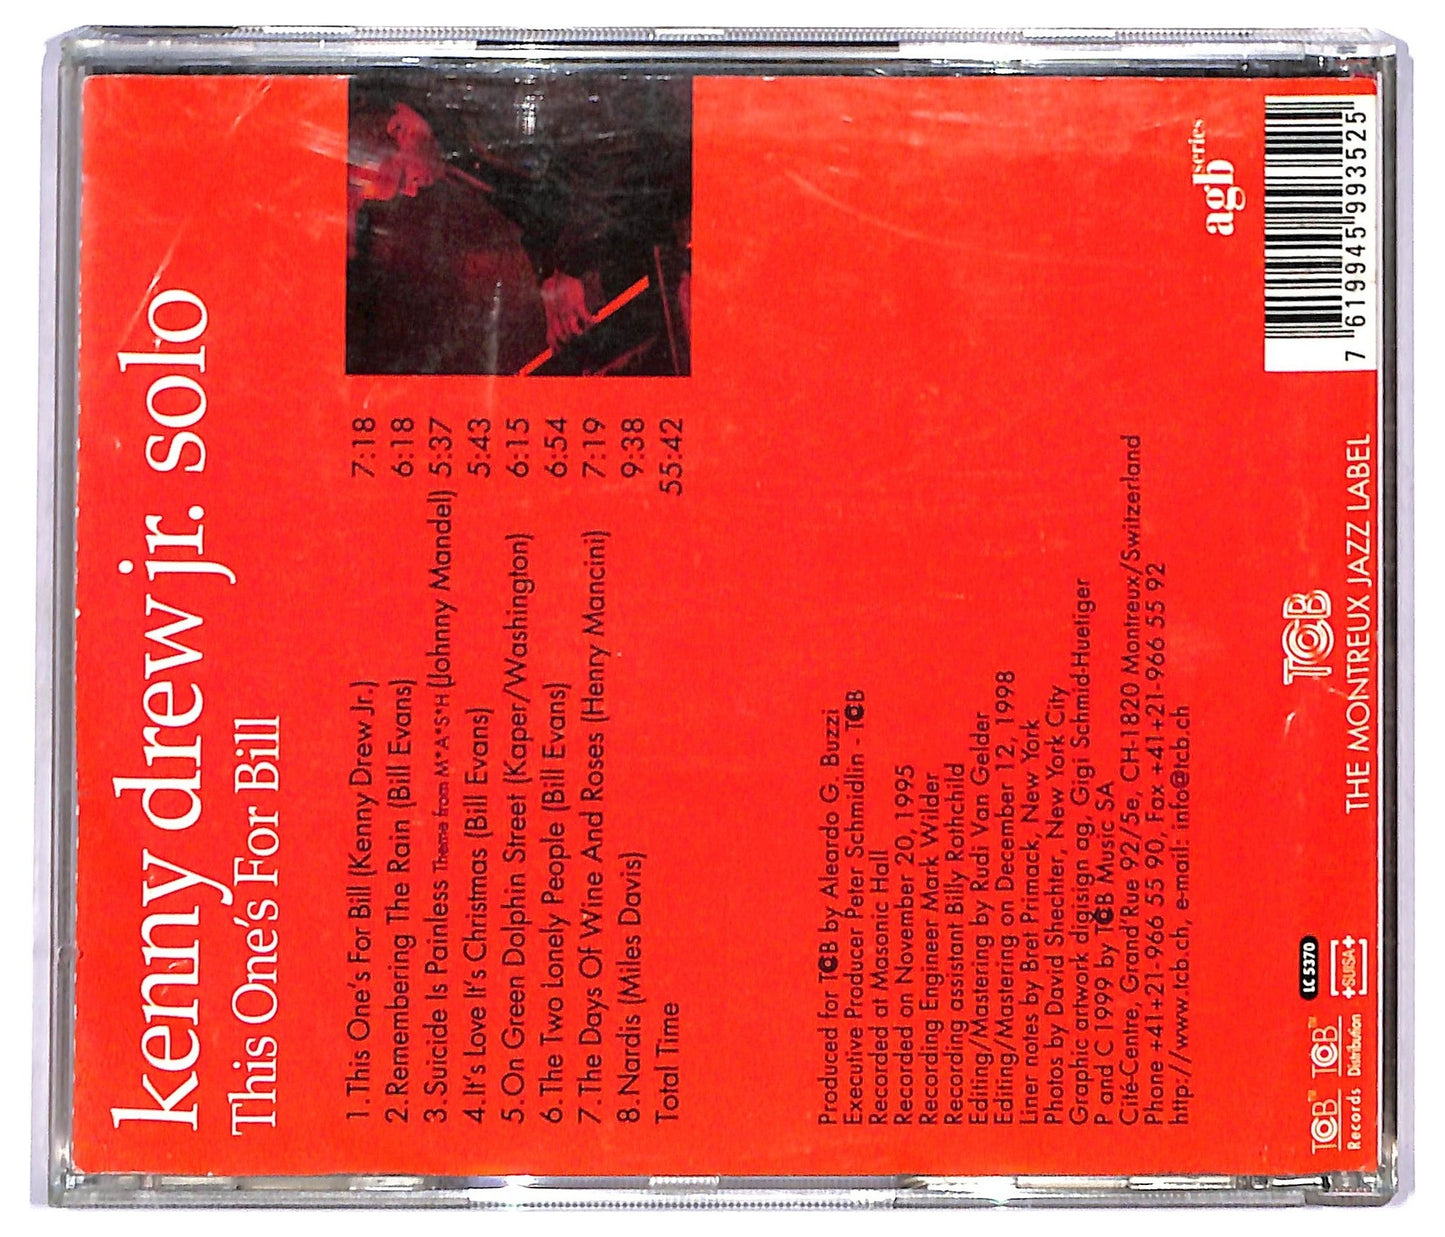 kenny drew jr. solo
This One's For Bill
1.This One's For Bill (Kenny Drew Jr.) 7:18
2.Remembering The Rain (Bill Evans) 6:18
3.Suicide Is Painless Theme from M*A*S*H (Johnny Mandel) 5:37
4.It's Love It's Christmas (Bill Evans) 5:43
5.On Green Dolphin Street (Kaper/Washington) 6:15
6.The Two Lonely People (Bill Evans) 6:54
7.The Days Of Wine And Roses (Henry Mancini) 7:19
8.Nardis (Miles Davis) 9:38
Total Time 55:42
Produced for TCB by Aleardo G. Buzzi
Executive Producer Peter Schmidlin - TCB
Recorded at Masonic Hall
Recorded on November 20, 1995
Recording Engineer Mark Wilder
Recording assistant Billy Rothchild
Editing/Mastering by Rudi Van Gelder
Editing/Mastering on December 12, 1998
Liner notes by Bret Primack, New York
Photos by David Shechter, New York City
Graphic artwork digisign ag, Gigi Schmid-Huetiger
P and C 1999 by TCB Music SA
Cité-Centre, Grand'Rue 92/5e, CH-1820 Montreux/Switzerland
Phone +41+21-966 55 90, Fax +41+21-966 55 92
http://www.tcb.ch, e-mail: info@tcb.ch
agb series
TCB™ Records
TCB™ Distribution
LC 5370
+SUISA+
TCB
THE MONTREUX JAZZ LABEL
7 619945 993525